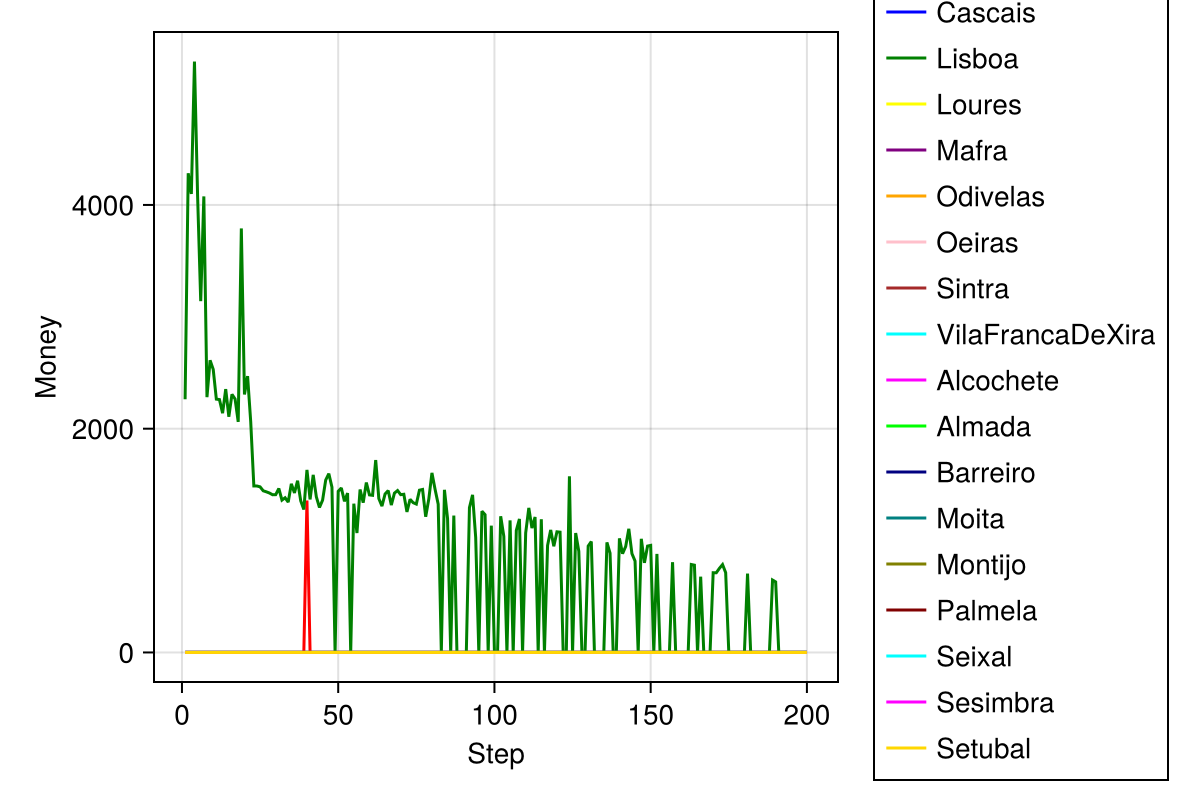 Cascais
Lisboa
Loures
Mafra
Odivelas
Oeiras
Sintra
VilaFrancaDeXira
Alcochete
Almada
Barreiro
Moita
Montijo
Palmela
Seixal
Sesimbra
Setubal
Money
4000
2000
0
0 50 100 150 200
Step